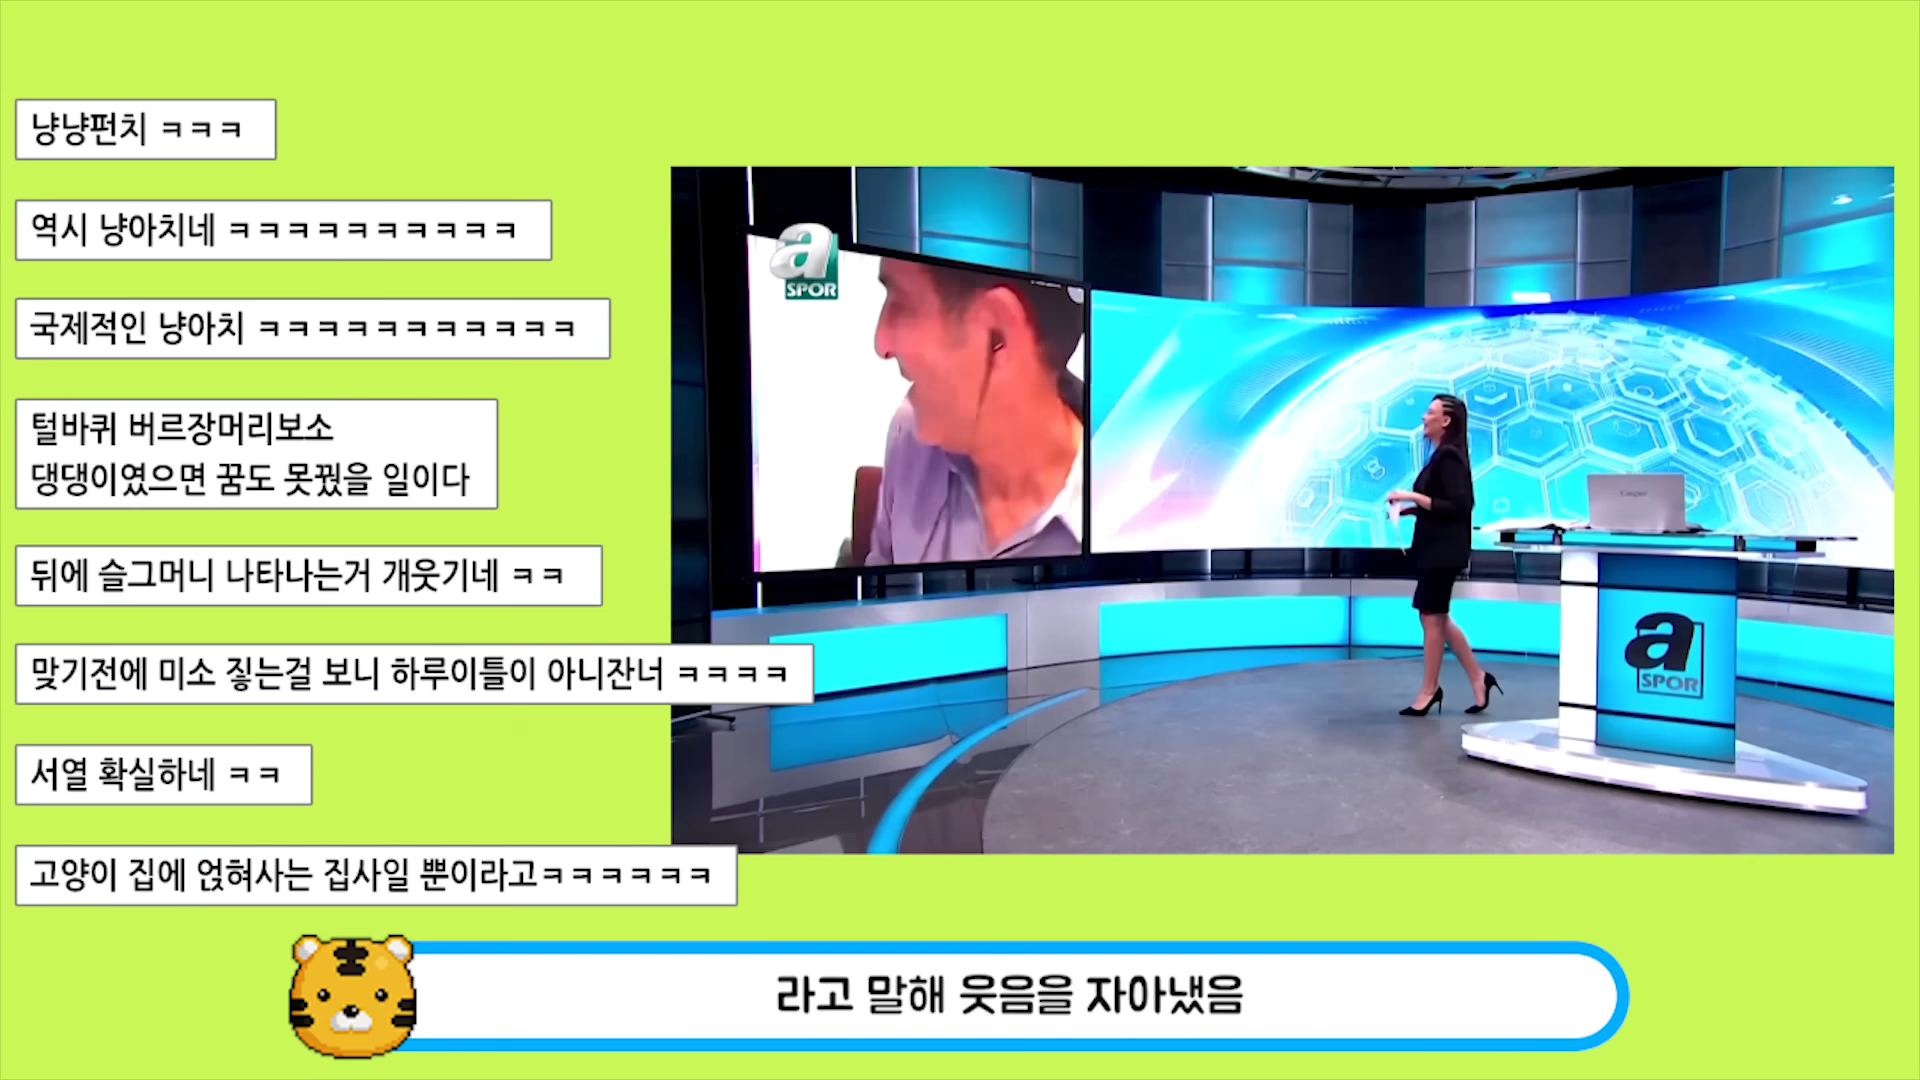 냥냥펀치 ㅋㅋㅋ
역시 냥아치네 ㅋㅋㅋㅋㅋㅋㅋㅋㅋㅋ
국제적인 냥아치 ㅋㅋㅋㅋㅋㅋㅋㅋㅋㅋㅋ
털바퀴 버르장머리보소
댕댕이였으면 꿈도 못꿨을 일이다
뒤에 슬그머니 나타나는거 개웃기네 ㅋㅋ
맞기전에 미소 짛는걸 보니 하루이틀이 아니잔너 ㅋㅋㅋㅋ
서열 확실하네 ㅋㅋ
고양이 집에 얹혀사는 집사일 뿐이라고ㅋㅋㅋㅋㅋㅋ
a
SPOR
Casper
a
SPOR
라고 말해 웃음을 자아냈음